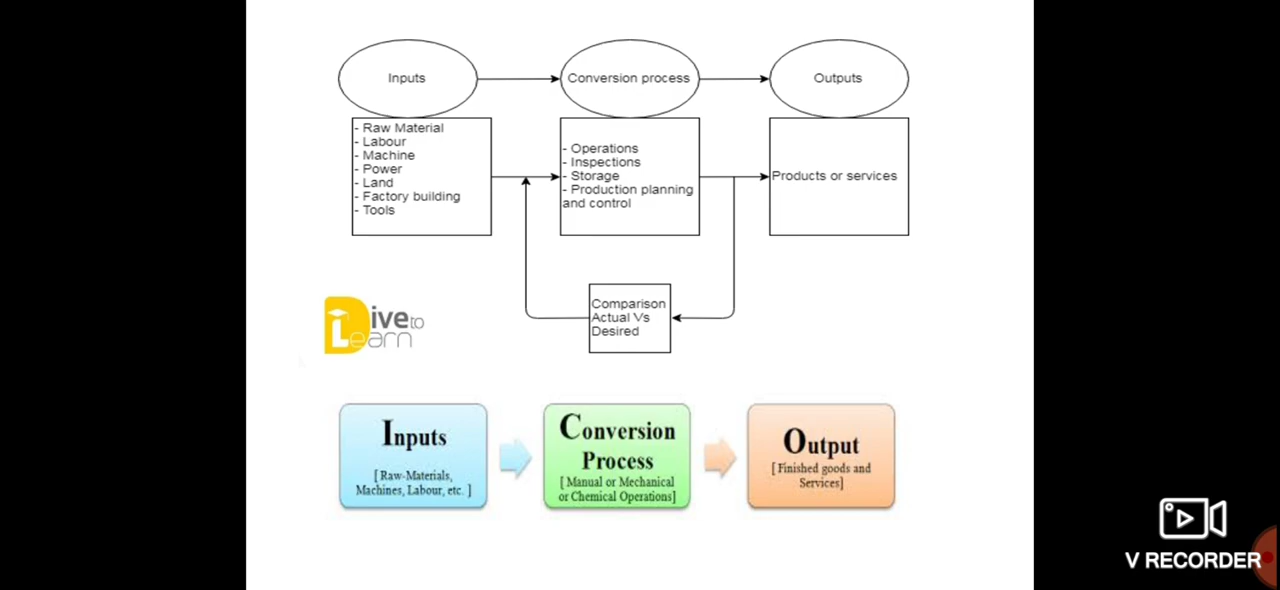 Inputs
Conversion process
Outputs
- Raw Material
- Labour
- Machine
- Power
- Land
- Factory building
- Tools
- Operations
- Inspections
- Storage
- Production planning
and control
Products or services
Comparison
Actual Vs
Desired
Dive to
Learn
Inputs
[ Raw-Materials,
Machines, Labour, etc. ]
Conversion
Process
[ Manual or Mechanical
or Chemical Operations]
Output
[ Finished goods and
Services]
V RECORDER